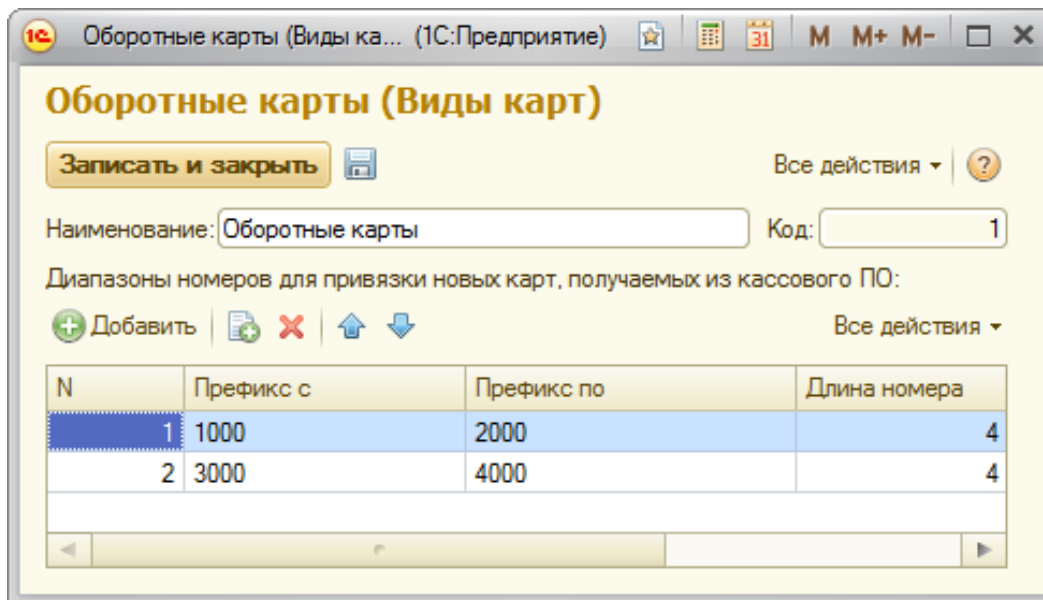 1С Оборотные карты (Виды ка... (1С:Предприятие) 31 M M+ M-
Оборотные карты (Виды карт)
Записать и закрыть Все действия ?
Наименование: Оборотные карты Код: 1
Диапазоны номеров для привязки новых карт, получаемых из кассового ПО:
Добавить Все действия
N Префикс с Префикс по Длина номера
1 1000 2000 4
2 3000 4000 4